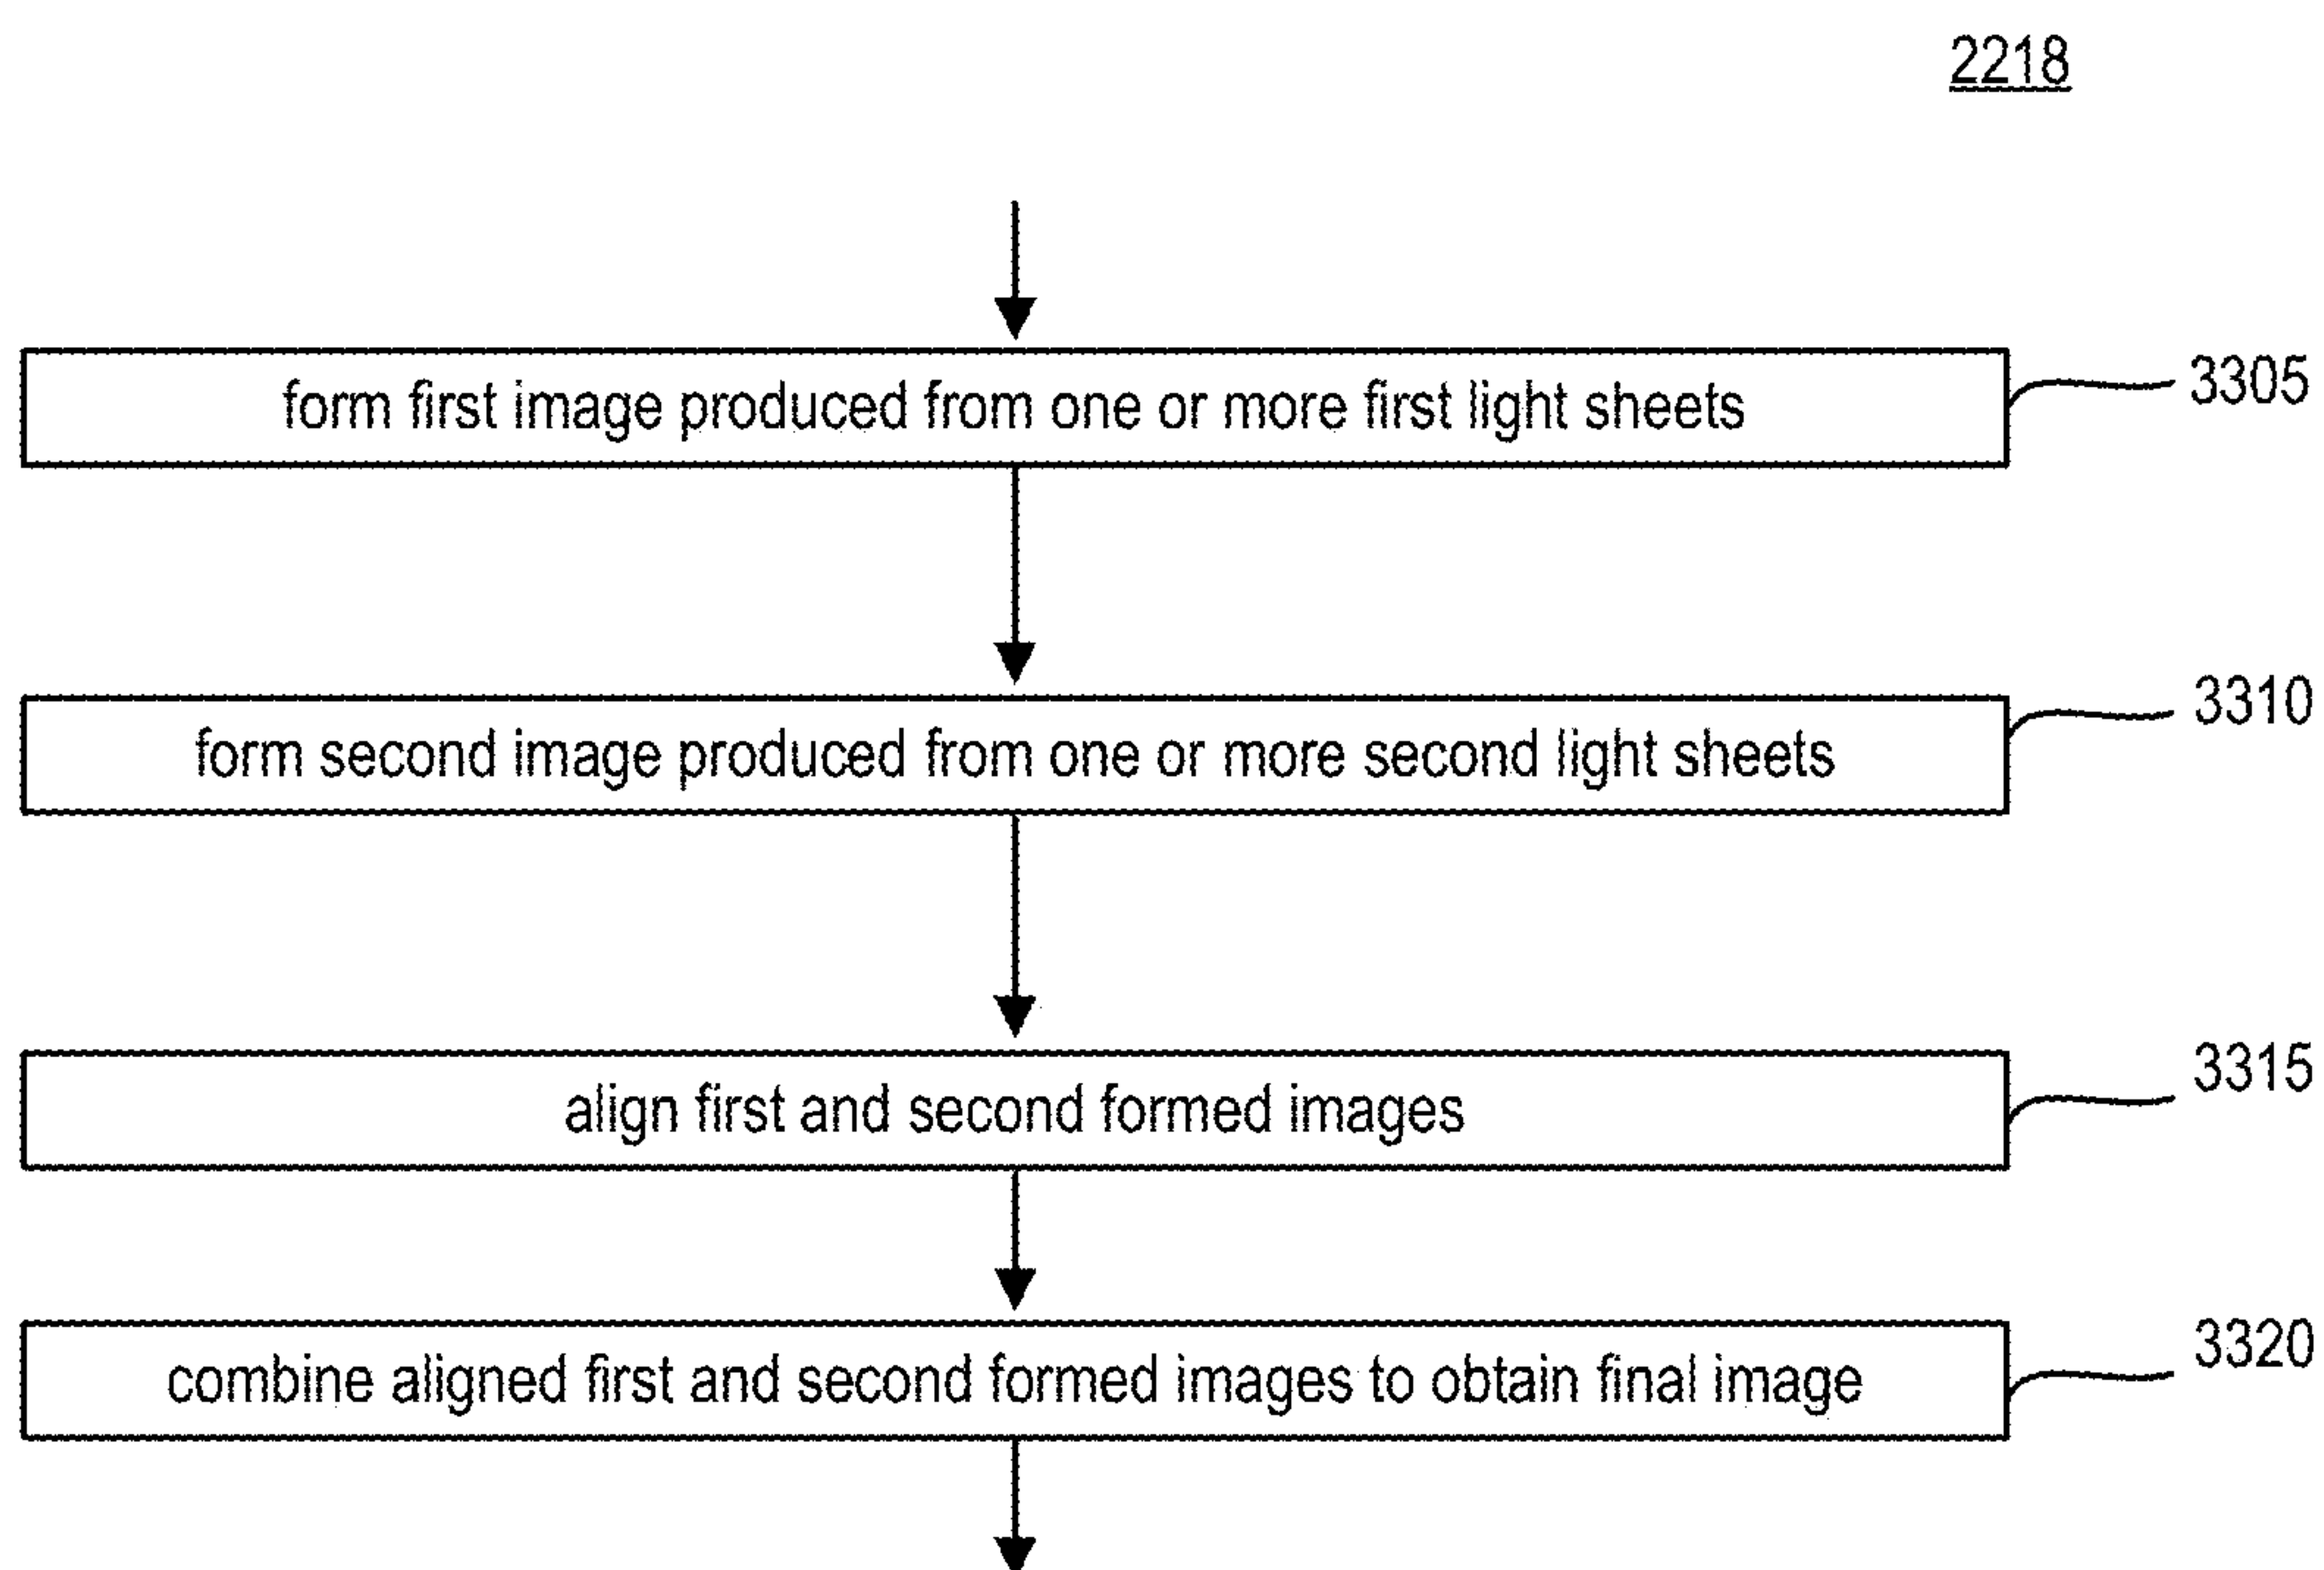 2218
form first image produced from one or more first light sheets
3305
form second image produced from one or more second light sheets
3310
align first and second formed images
3315
combine aligned first and second formed images to obtain final image
3320